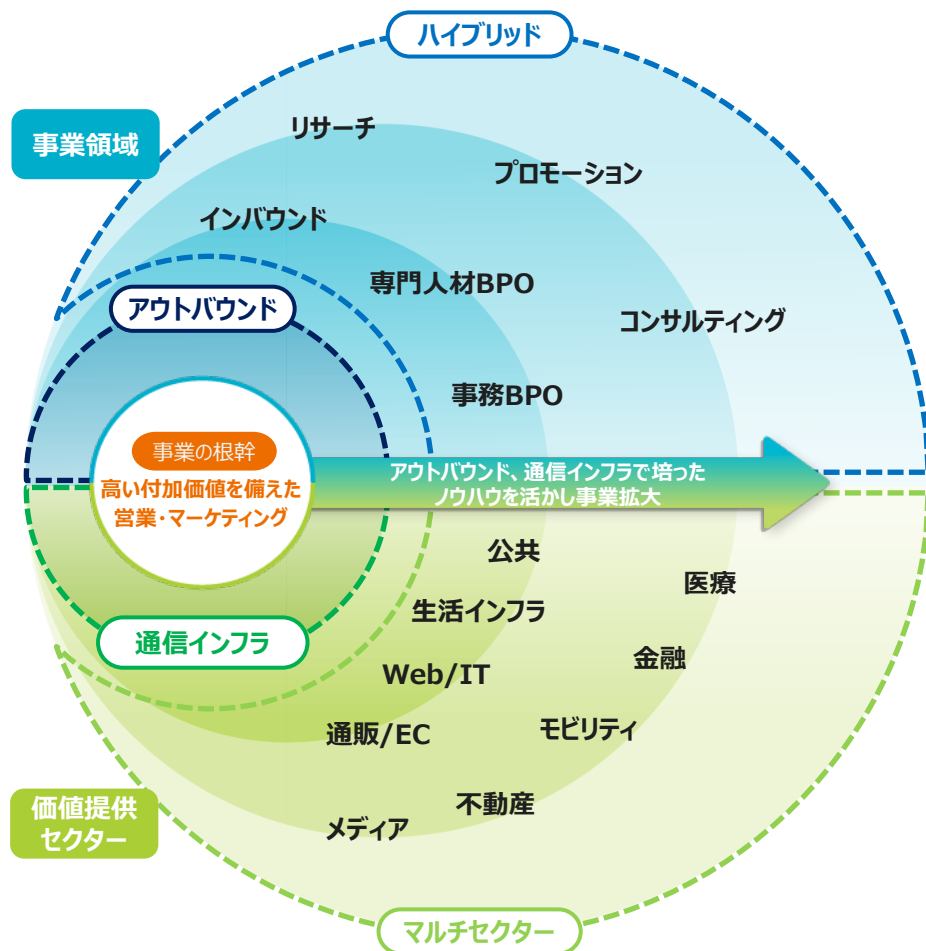 ハイブリッド
事業領域
リサーチ
プロモーション
インバウンド
専門人材BPO
アウトバウンド
コンサルティング
事務BPO
事業の根幹
高い付加価値を備えた
営業・マーケティング
アウトバウンド、通信インフラで培った
ノウハウを活かし事業拡大
公共
医療
生活インフラ
通信インフラ
金融
Web/IT
通販/EC
モビリティ
価値提供
セクター
不動産
メディア
マルチセクター